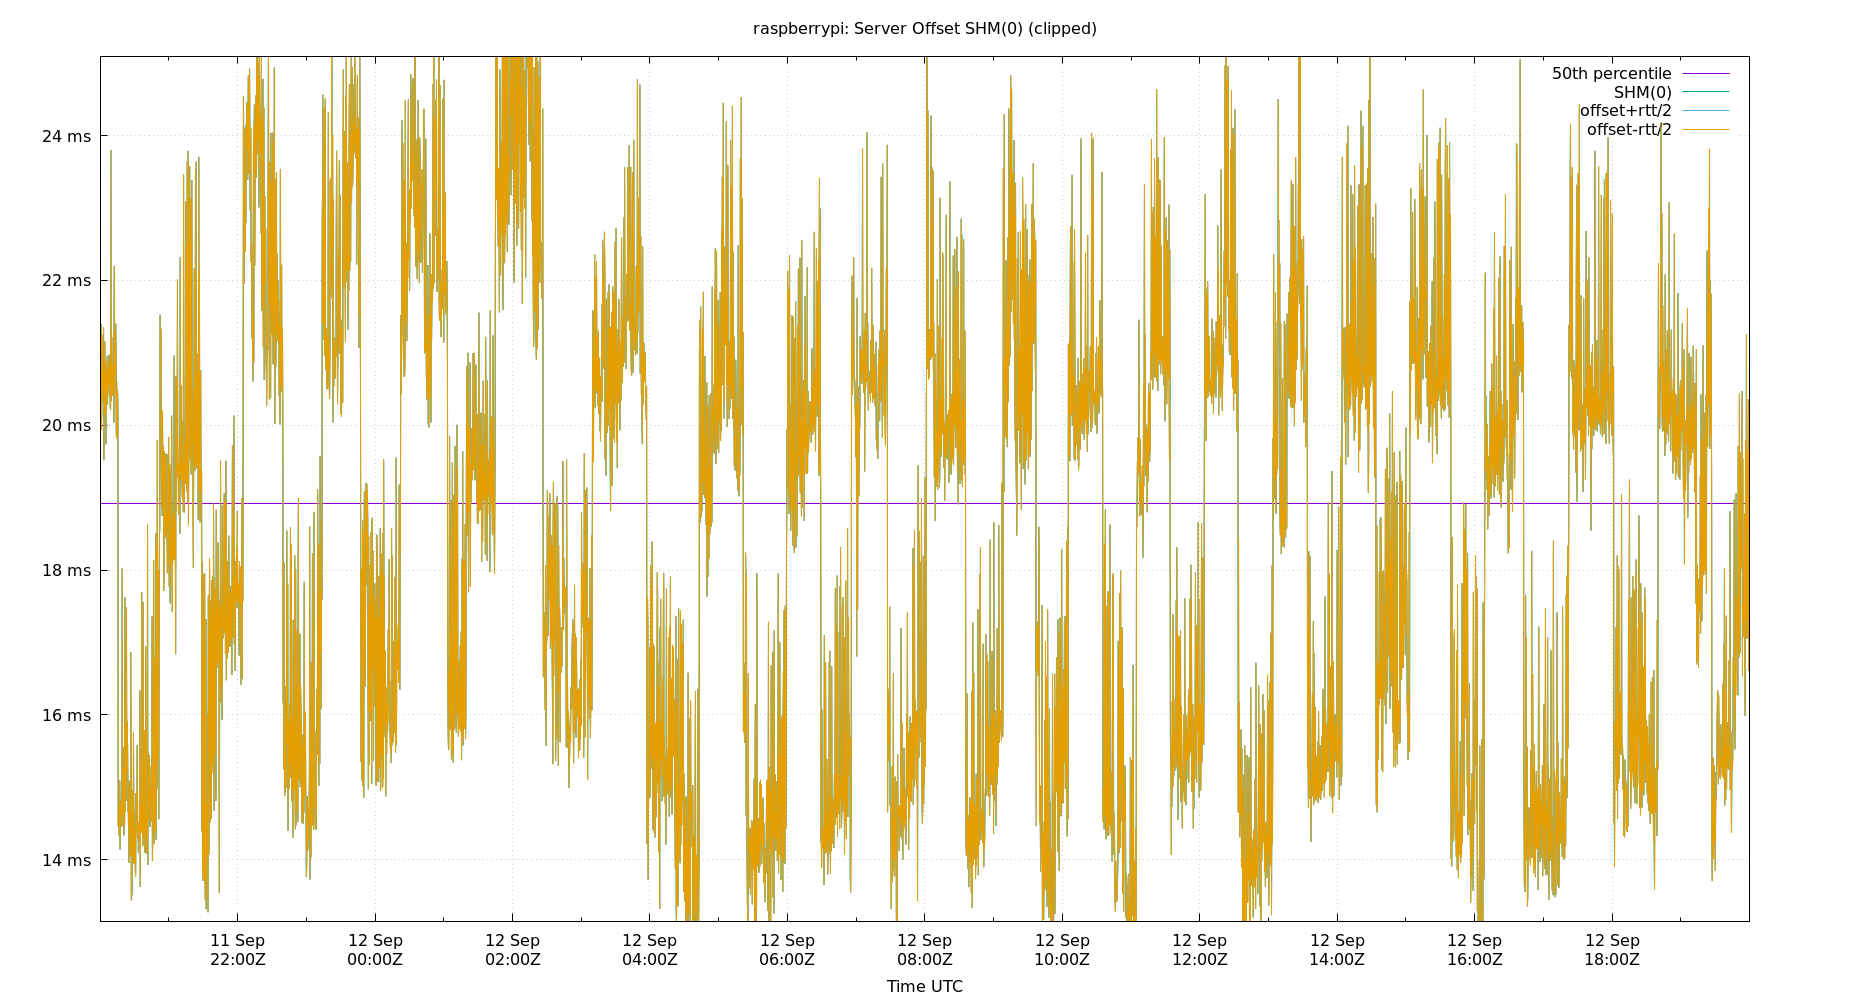 raspberrypi: Server Offset SHM(0) (clipped)
50th percentile
SHM(0)
offset+rtt/2
offset-rtt/2
24 ms
22 ms
20 ms
18 ms
16 ms
14 ms
11 Sep 12 Sep 12 Sep 12 Sep 12 Sep 12 Sep 12 Sep 12 Sep 12 Sep 12 Sep 12 Sep
22:00Z 00:00Z 02:00Z 04:00Z 06:00Z 08:00Z 10:00Z 12:00Z 14:00Z 16:00Z 18:00Z
Time UTC